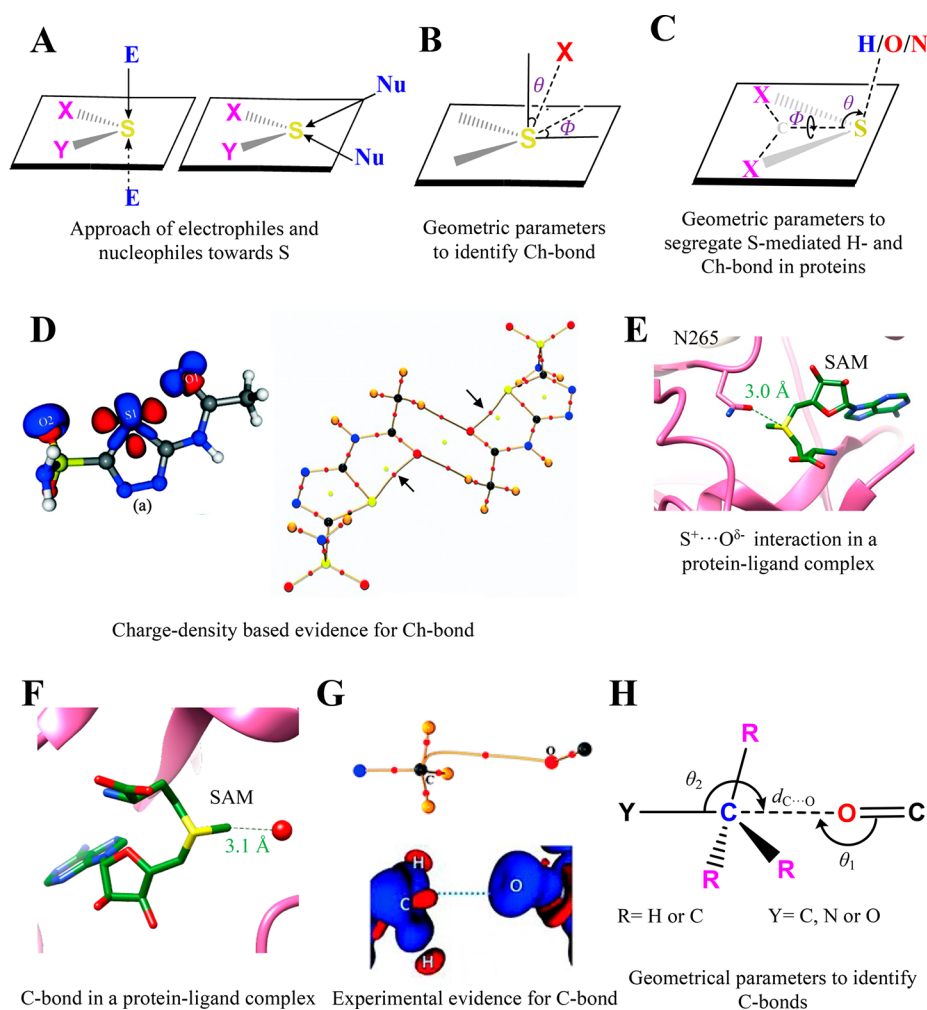 A
E
X
S
Y
E
X
S
Y
Nu
Nu
Approach of electrophiles and
nucleophiles towards S
B
X
θ
S
Φ
Geometric parameters
to identify Ch-bond
C
H/O/N
X
C
Φ
θ
S
X
Geometric parameters to
segregate S-mediated H- and
Ch-bond in proteins
D
O2
S1
O1
(a)
Charge-density based evidence for Ch-bond
E
N265
SAM
3.0 Å
S⁺···Oᵟ⁻ interaction in a
protein-ligand complex
F
SAM
3.1 Å
C-bond in a protein-ligand complex
G
C
O
H
C
O
H
Experimental evidence for C-bond
H
R
θ₂
d C···O
Y
C
O
C
θ₁
R
R
R= H or C
Y= C, N or O
Geometrical parameters to identify
C-bonds